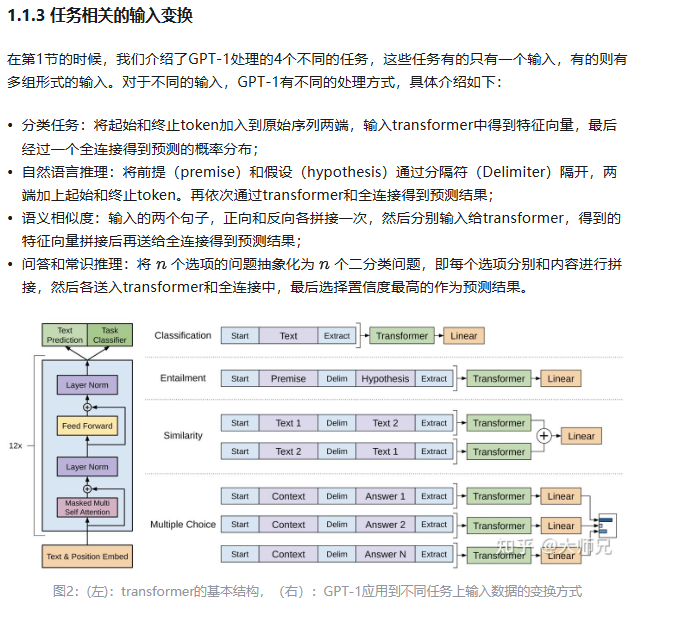 1.1.3 任务相关的输入变换
在第1节的时候，我们介绍了GPT-1处理的4个不同的任务，这些任务有的只有一个输入，有的则有
多组形式的输入。对于不同的输入，GPT-1有不同的处理方式，具体介绍如下：
• 分类任务：将起始和终止token加入到原始序列两端，输入transformer中得到特征向量，最后
经过一个全连接得到预测的概率分布；
• 自然语言推理：将前提（premise）和假设（hypothesis）通过分隔符（Delimiter）隔开，两
端加上起始和终止token。再依次通过transformer和全连接得到预测结果；
• 语义相似度：输入的两个句子，正向和反向各拼接一次，然后分别输入给transformer，得到的
特征向量拼接后再送给全连接得到预测结果；
• 问答和常识推理：将 n 个选项的问题抽象化为 n 个二分类问题，即每个选项分别和内容进行拼
接，然后各送入transformer和全连接中，最后选择置信度最高的作为预测结果。
Text Prediction
Task Classifier
Layer Norm
Feed Forward
12x
Layer Norm
Masked Multi
Self Attention
Text & Position Embed
Classification Start Text Extract Transformer Linear
Entailment Start Premise Delim Hypothesis Extract Transformer Linear
Similarity
Start Text 1 Delim Text 2 Extract Transformer
+ Linear
Start Text 2 Delim Text 1 Extract Transformer
Multiple Choice
Start Context Delim Answer 1 Extract Transformer Linear
Start Context Delim Answer 2 Extract Transformer Linear
Start Context Delim Answer N Extract Transformer Linear
知乎 @大师兄
图2：(左)：transformer的基本结构，（右）：GPT-1应用到不同任务上输入数据的变换方式